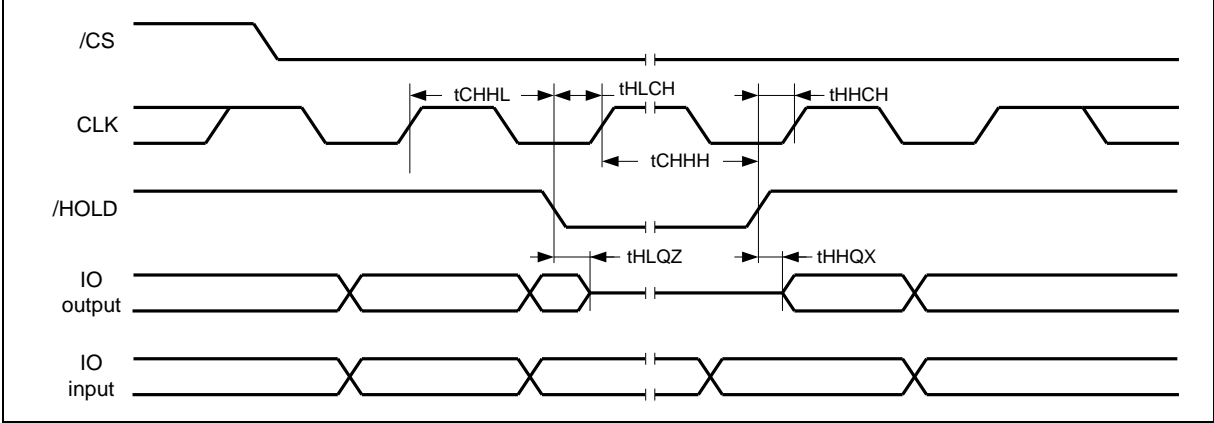 /CS
tCHHL
tHLCH
tHHCH
CLK
tCHHH
/HOLD
tHLQZ
tHHQX
IO
output
IO
input